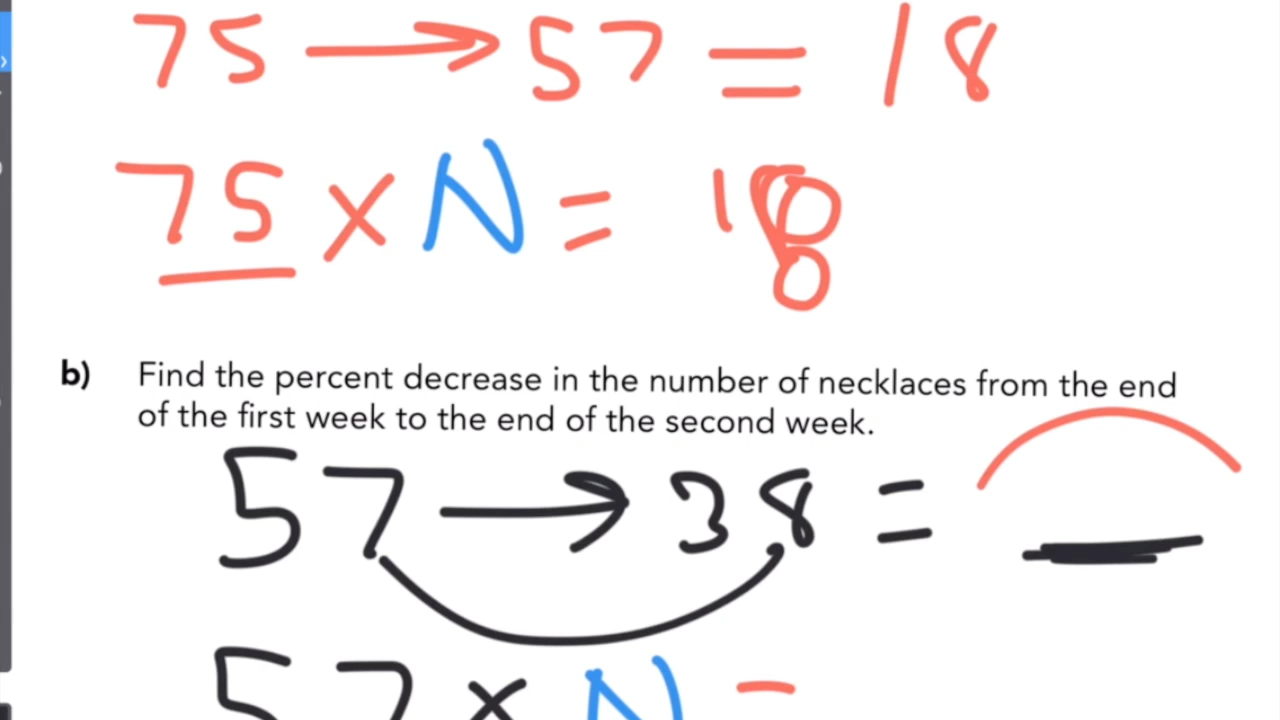 75 → 57 = 18
75 × N = 18
b) Find the percent decrease in the number of necklaces from the end
of the first week to the end of the second week.
57 → 38 =
57 × N =